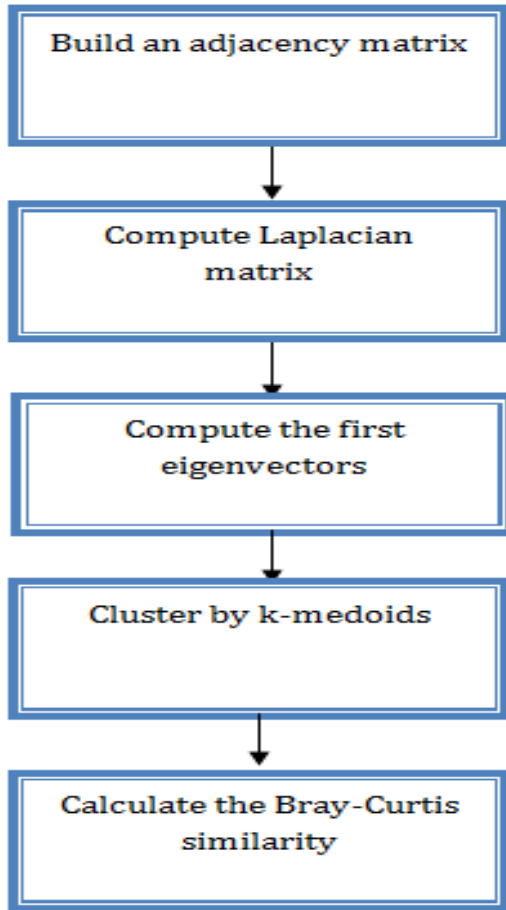 Build an adjacency matrix
Compute Laplacian
matrix
Compute the first
eigenvectors
Cluster by k-medoids
Calculate the Bray-Curtis
similarity